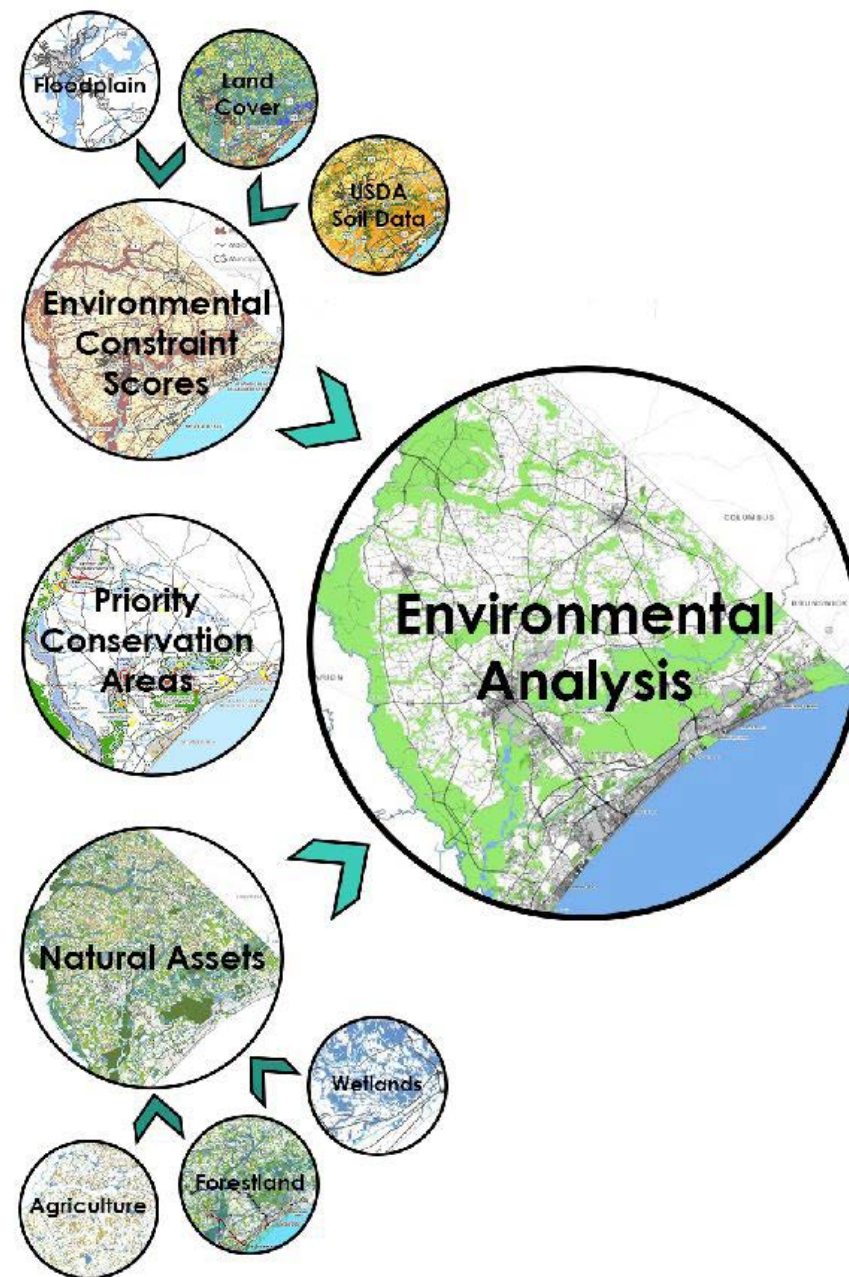 Floodplain
Land
Cover
USDA
Soil Data
Environmental
Constraint
Scores
COLUMBUS
BRUNSWICK
Priority
Conservation
Areas
Environmental
Analysis
Natural Assets
Wetlands
Agriculture
Forestland